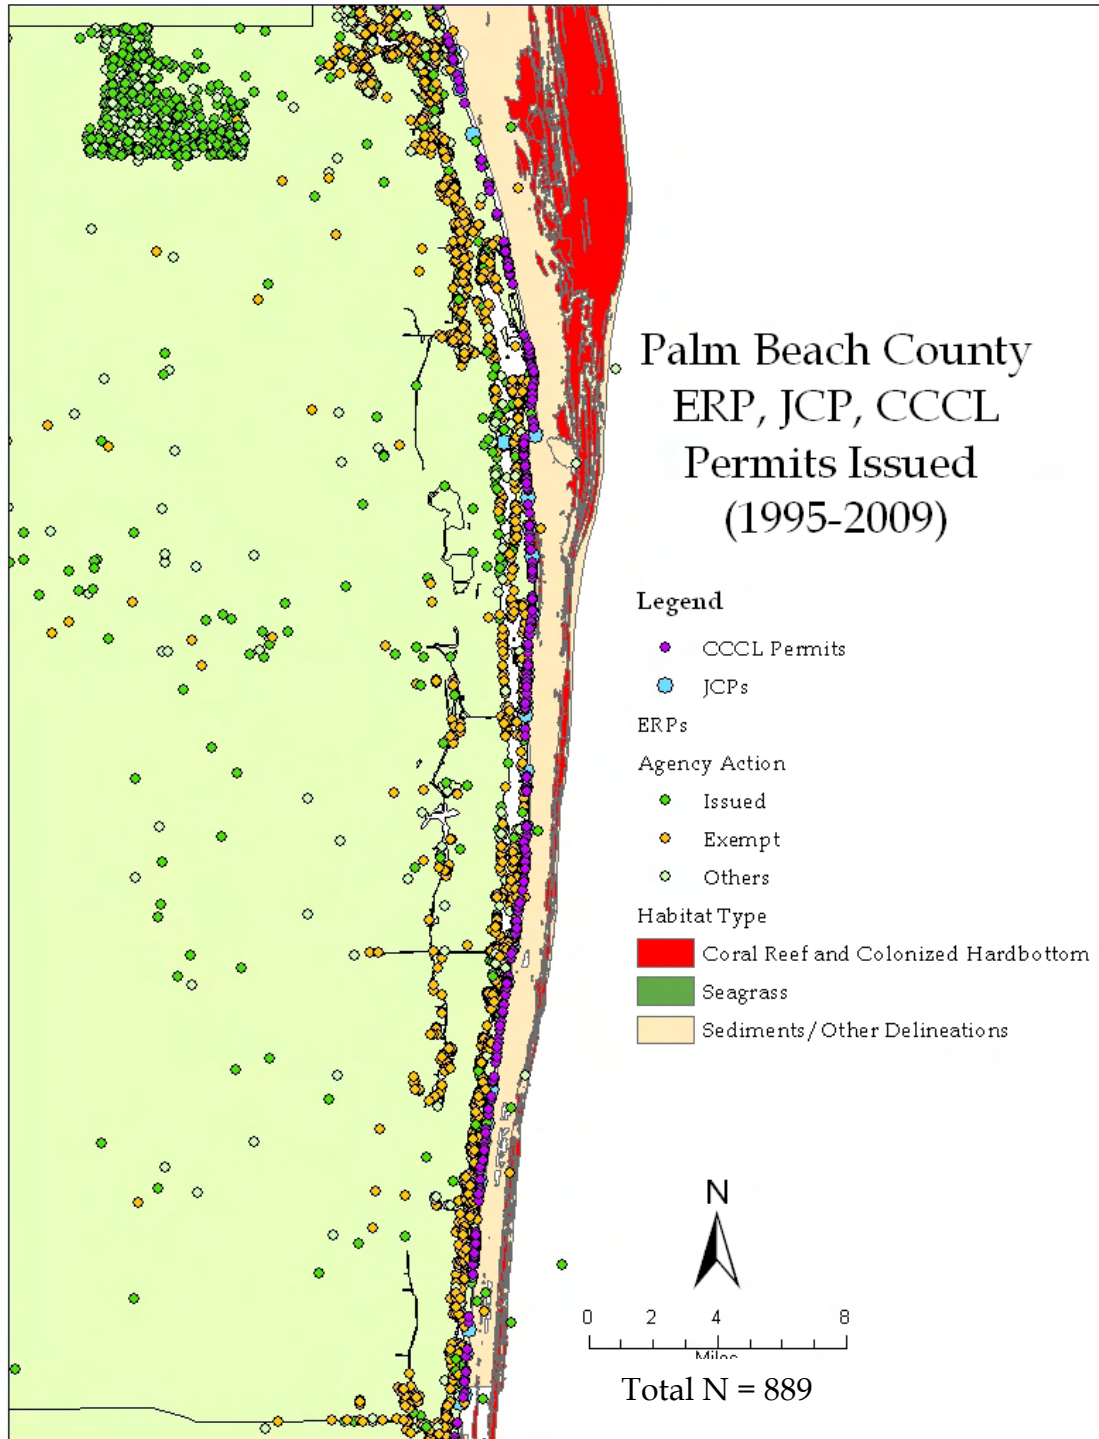 Palm Beach County
ERP, JCP, CCCL
Permits Issued
(1995-2009)
Legend
CCCL Permits
JCPs
ERPs
Agency Action
Issued
Exempt
Others
Habitat Type
Coral Reef and Colonized Hardbottom
Seagrass
Sediments/Other Delineations
N
0 2 4 8
Miles
Total N = 889